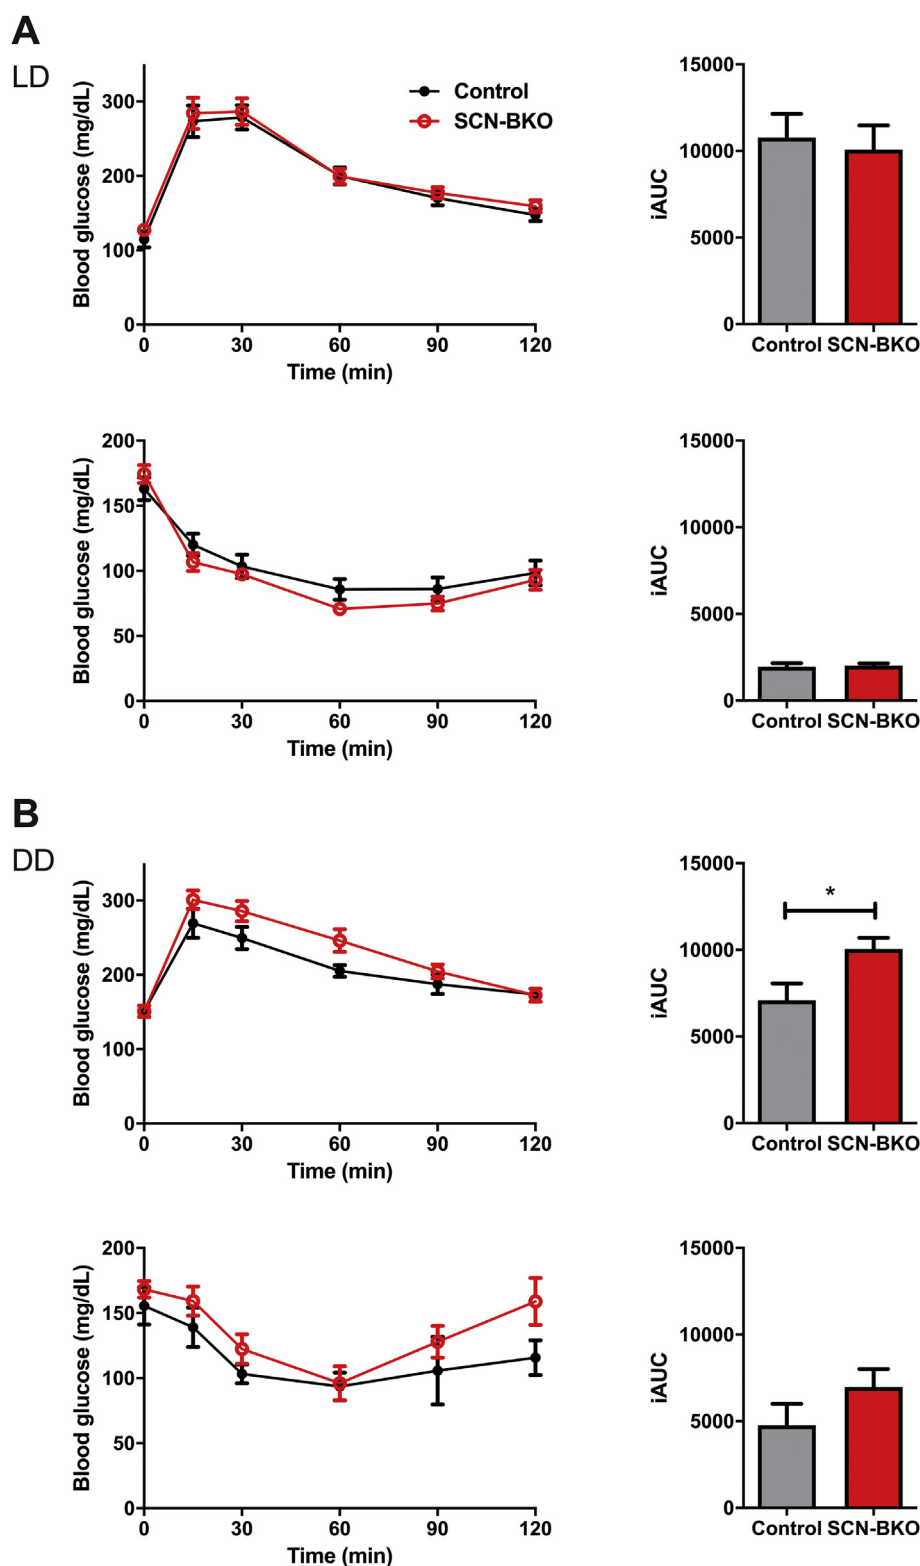 A
LD
Blood glucose (mg/dL)
300
200
100
0
0 30 60 90 120
Time (min)
Control
SCN-BKO
iAUC
15000
10000
5000
0
Control SCN-BKO
Blood glucose (mg/dL)
200
150
100
50
0
0 30 60 90 120
Time (min)
iAUC
15000
10000
5000
0
Control SCN-BKO
B
DD
Blood glucose (mg/dL)
300
200
100
0
0 30 60 90 120
Time (min)
iAUC
15000
10000
5000
0
*
Control SCN-BKO
Blood glucose (mg/dL)
200
150
100
50
0
0 30 60 90 120
Time (min)
iAUC
15000
10000
5000
0
Control SCN-BKO